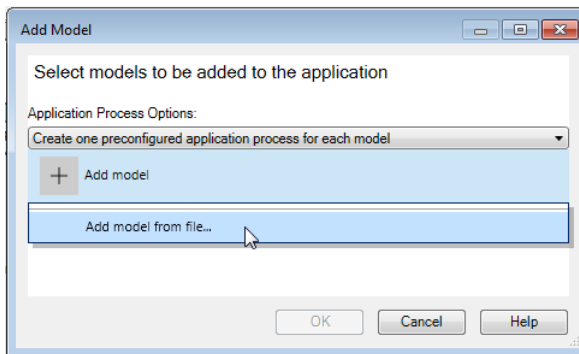 Add Model
Select models to be added to the application
Application Process Options:
Create one preconfigured application process for each model
Add model
Add model from file...
OK
Cancel
Help